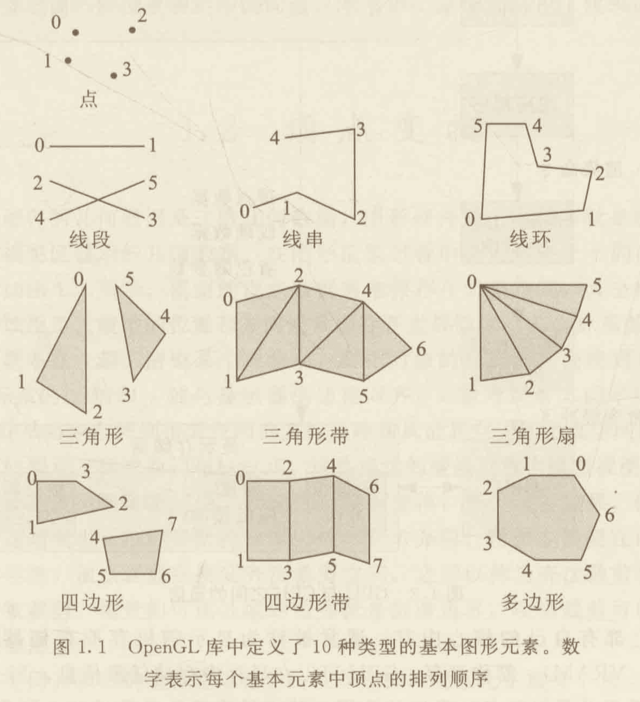 0 2
1 3
点
0 1
2 5
4 3
线段
4 3
0 1 2
线串
5 4
3
2
0 1
线环
0 5
4
1 3
2
三角形
0 2 4
6
1 3 5
三角形带
0 5
4
3
1 2
三角形扇
0 3
2
1
4 7
5 6
四边形
0 2 4
6
1 3 5 7
四边形带
1 0
2
6
3
4 5
多边形
图 1.1 OpenGL 库中定义了 10 种类型的基本图形元素。数
字表示每个基本元素中顶点的排列顺序